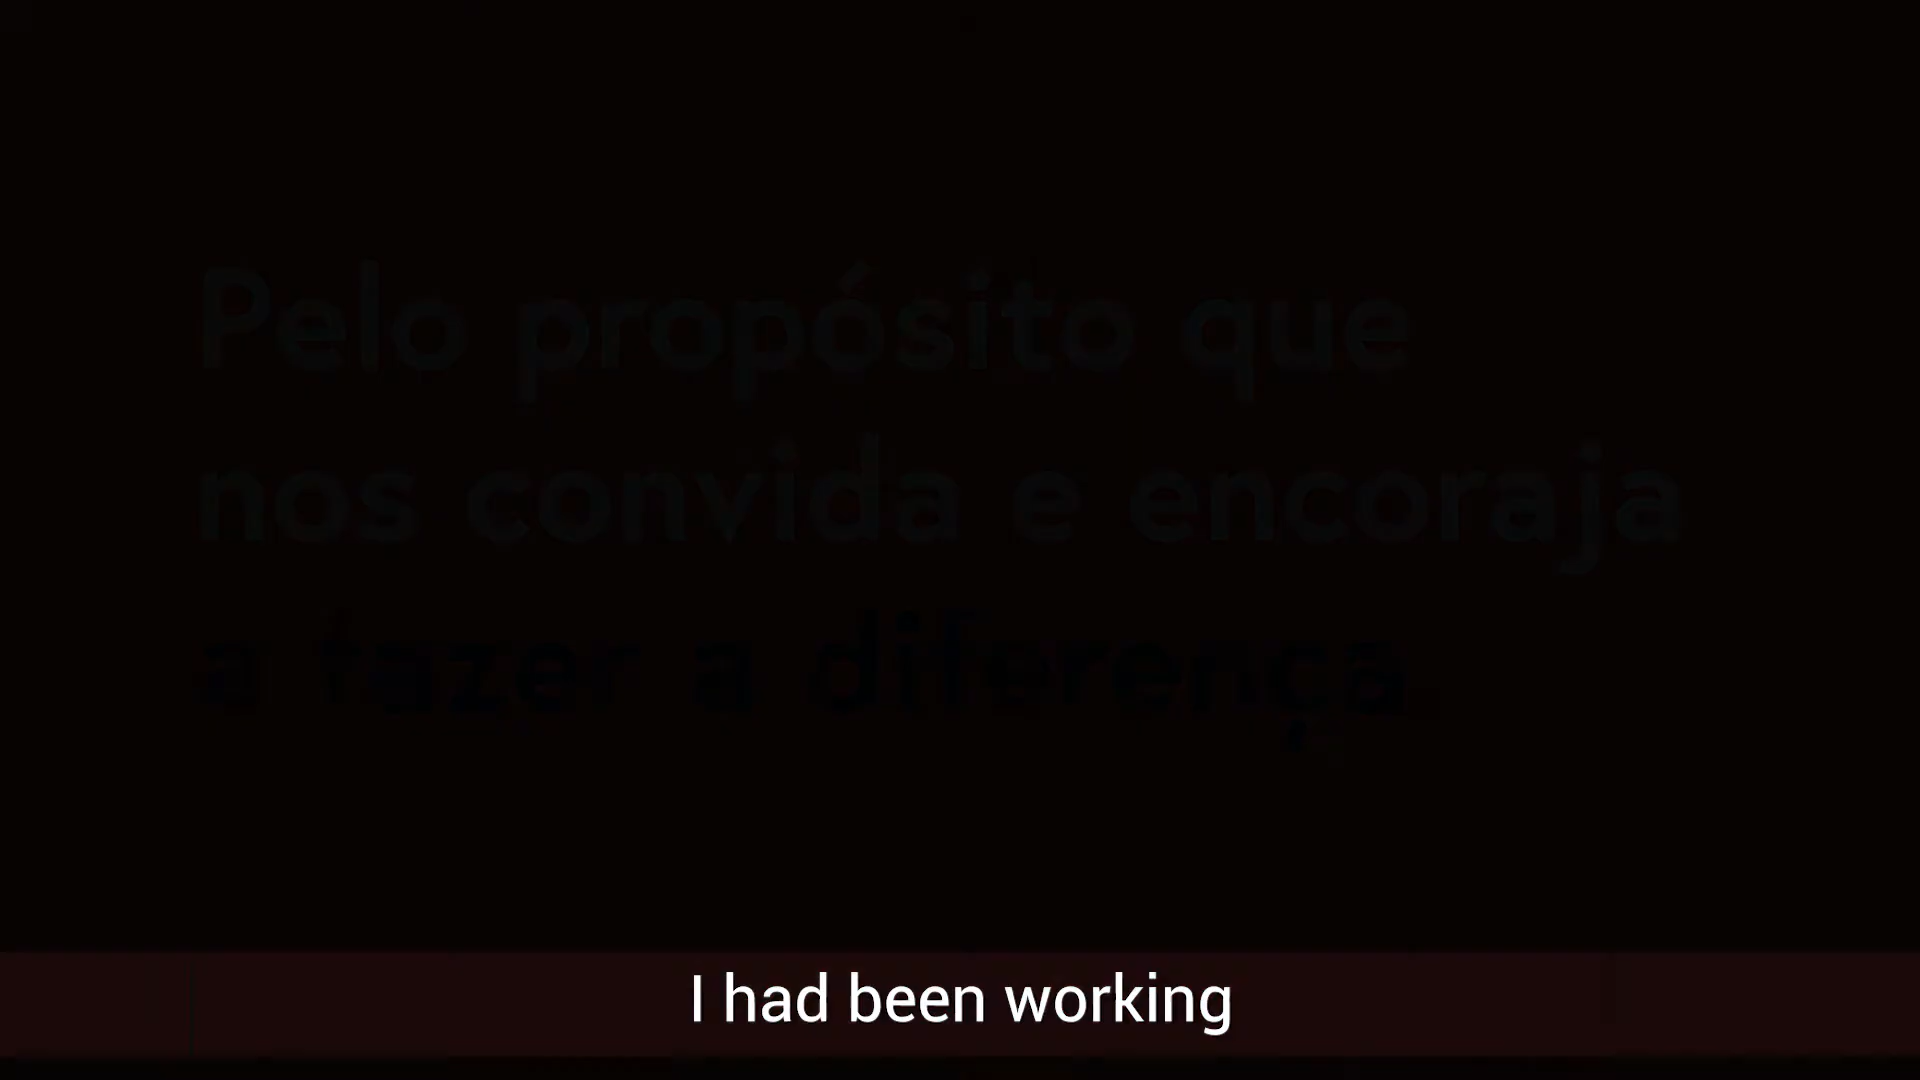 Pelo propósito que
nos convida e encoraja
a fazer a diferença
I had been working